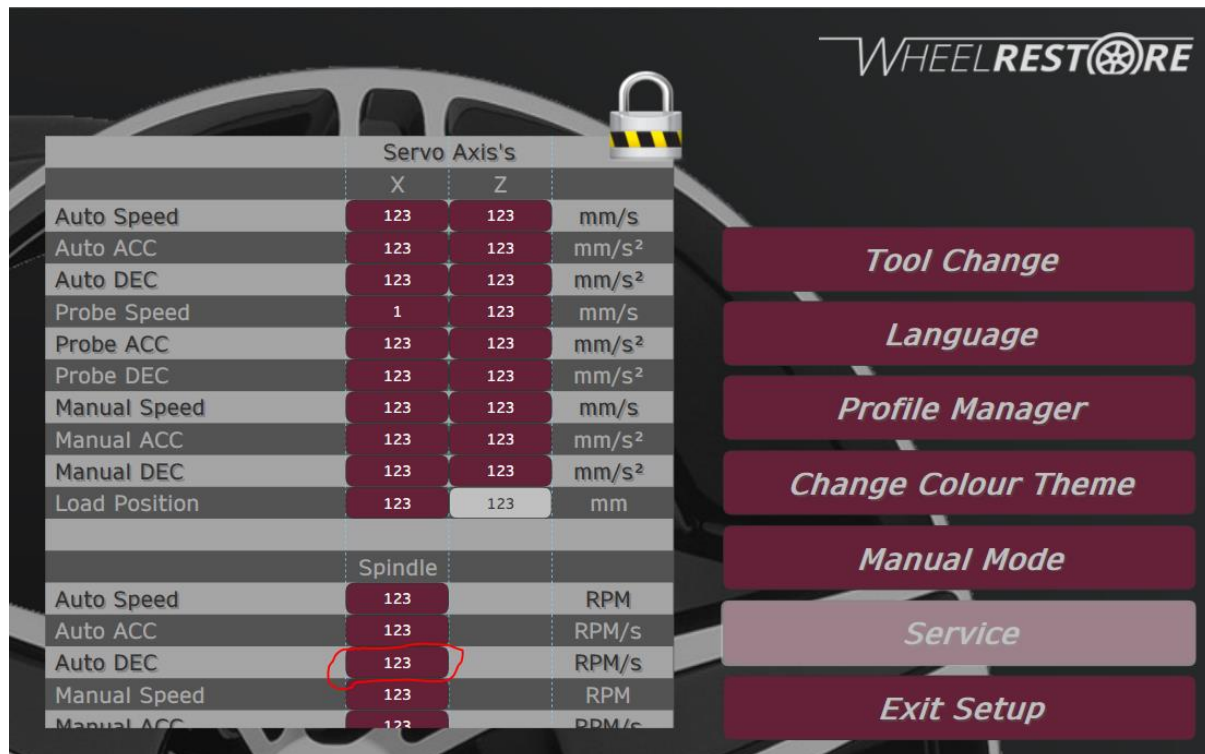 WHEELRESTORE
Servo Axis's
X Z
Auto Speed 123 123 mm/s
Auto ACC 123 123 mm/s²
Auto DEC 123 123 mm/s²
Probe Speed 1 123 mm/s
Probe ACC 123 123 mm/s²
Probe DEC 123 123 mm/s²
Manual Speed 123 123 mm/s
Manual ACC 123 123 mm/s²
Manual DEC 123 123 mm/s²
Load Position 123 123 mm
Spindle
Auto Speed 123 RPM
Auto ACC 123 RPM/s
Auto DEC 123 RPM/s
Manual Speed 123 RPM
Manual ACC 123 RPM/s
Tool Change
Language
Profile Manager
Change Colour Theme
Manual Mode
Service
Exit Setup